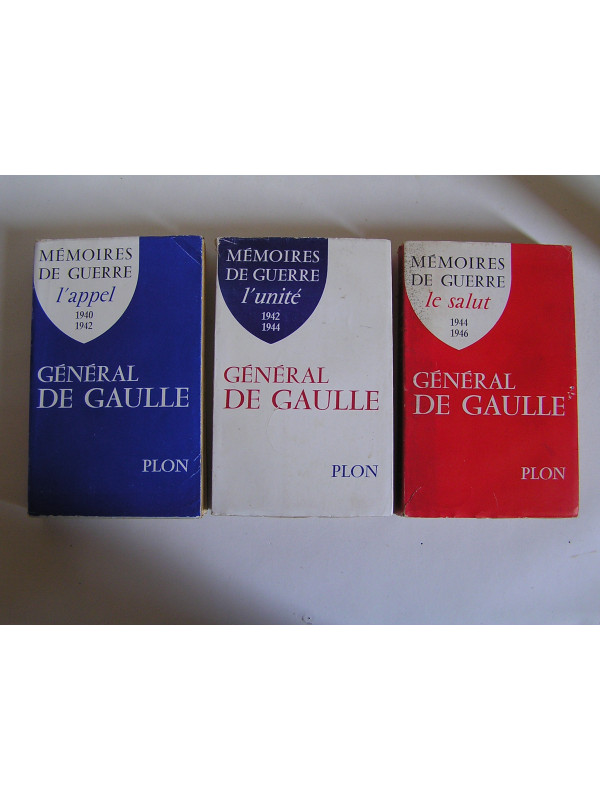 MÉMOIRES
DE GUERRE
l'appel
1940
1942
GÉNÉRAL
DE GAULLE
PLON
MÉMOIRES
DE GUERRE
l'unité
1942
1944
GÉNÉRAL
DE GAULLE
PLON
MÉMOIRES
DE GUERRE
le salut
1944
1946
GÉNÉRAL
DE GAULLE
PLON